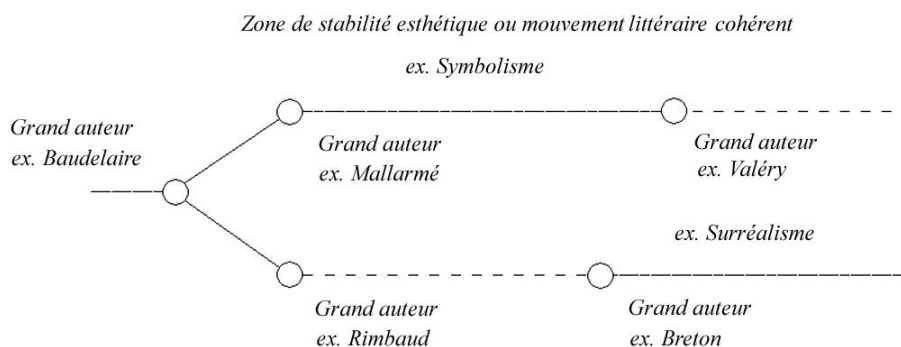 Zone de stabilité esthétique ou mouvement littéraire cohérent
ex. Symbolisme
Grand auteur
ex. Baudelaire
Grand auteur
ex. Mallarmé
Grand auteur
ex. Valéry
ex. Surréalisme
Grand auteur
ex. Rimbaud
Grand auteur
ex. Breton